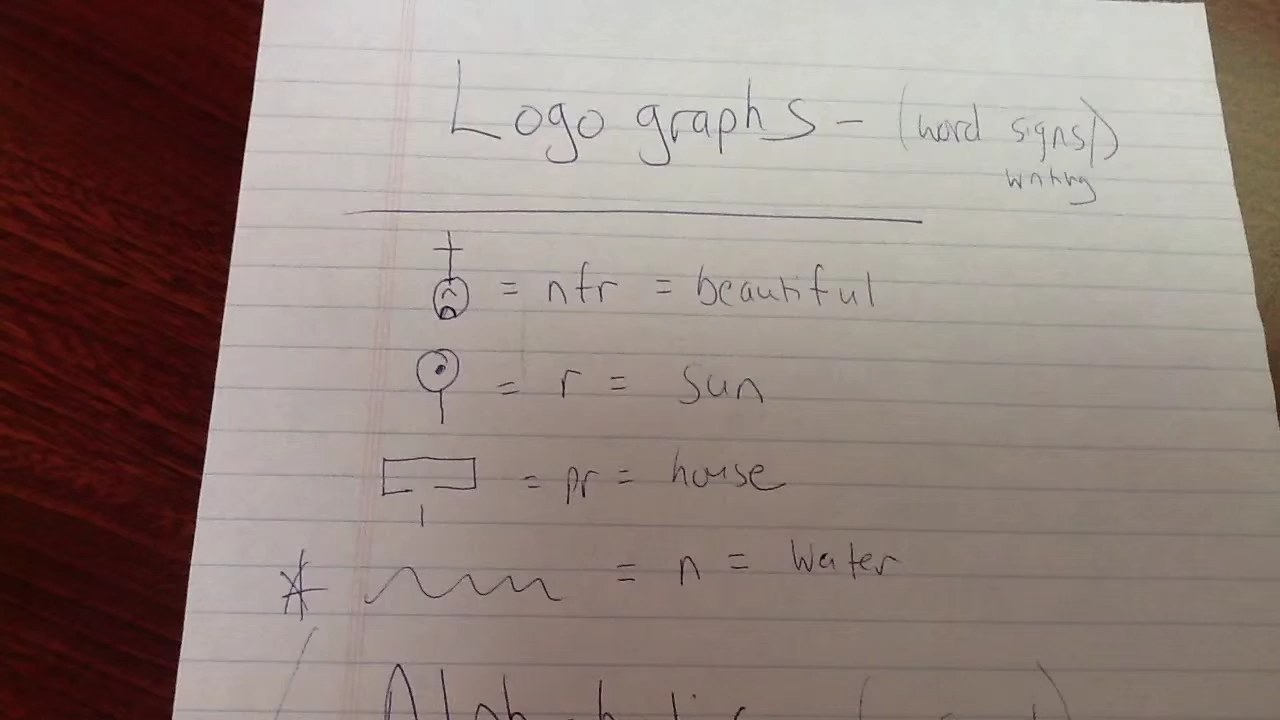 Logographs - (word signs)
writing
= nfr = beautiful
= r = sun
= pr = house
* = n = water